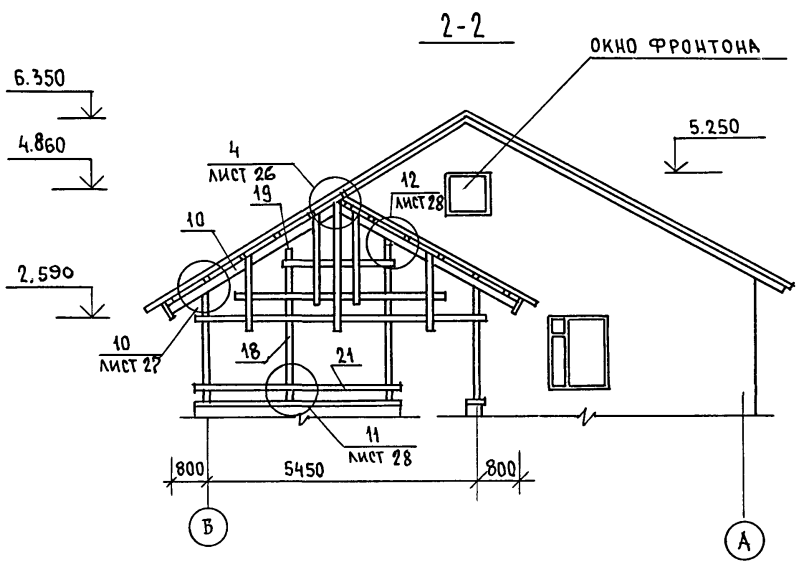 2-2
ОКНО ФРОНТОНА
6.350
4.860
5.250
4
ЛИСТ 26
12
ЛИСТ 28
19
10
2.590
10
ЛИСТ 27
18
21
11
ЛИСТ 28
800
5450
800
Б
А